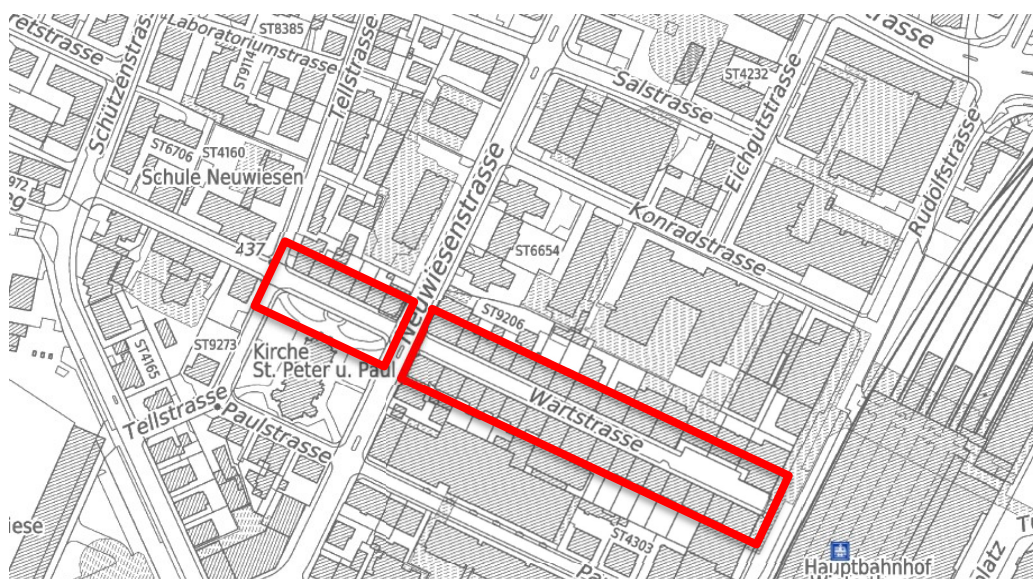 ST8385
Laboratoriumstrasse
ST9114
Tellstrasse
Schützenstrasse
Salstrasse
ST4232
Eichgutstrasse
Rudolfstrasse
ST6706
ST4160
Schule Neuwiesen
437
Neuwiesenstrasse
Konradstrasse
ST6654
ST9206
ST9273
Kirche
St. Peter u. Paul
ST4165
Wartstrasse
Tellstrasse
Paulstrasse
ST4303
Hauptbahnhof